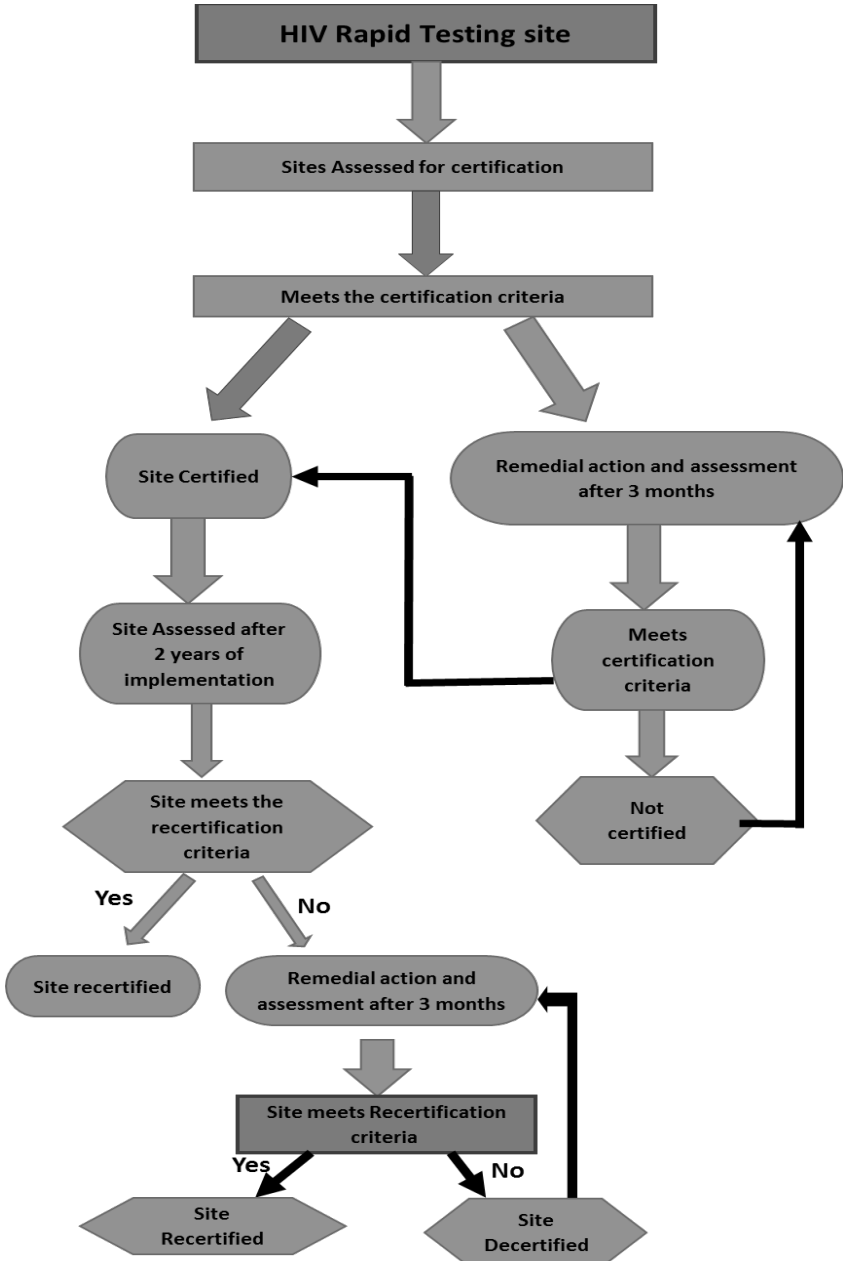 HIV Rapid Testing site
Sites Assessed for certification
Meets the certification criteria
Site Certified
Remedial action and assessment
after 3 months
Site Assessed after
2 years of
implementation
Meets
certification
criteria
Site meets the
recertification
criteria
Not
certified
Yes
No
Site recertified
Remedial action and
assessment after 3 months
Site meets Recertification
criteria
Yes
No
Site
Recertified
Site
Decertified